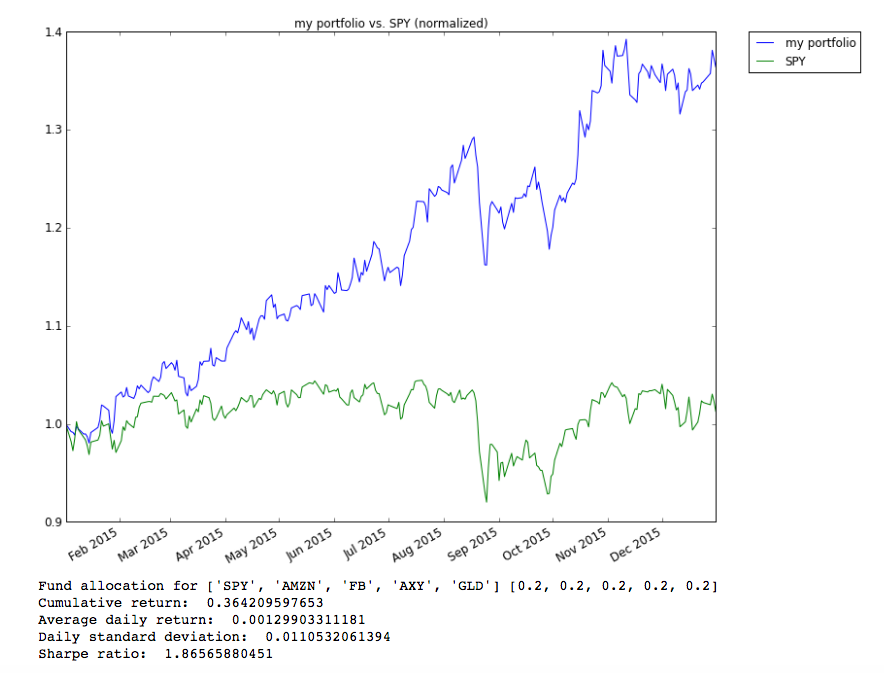 my portfolio vs. SPY (normalized)
1.4
my portfolio
SPY
1.3
1.2
1.1
1.0
0.9
Feb 2015
Mar 2015
Apr 2015
May 2015
Jun 2015
Jul 2015
Aug 2015
Sep 2015
Oct 2015
Nov 2015
Dec 2015
Fund allocation for ['SPY', 'AMZN', 'FB', 'AXY', 'GLD'] [0.2, 0.2, 0.2, 0.2, 0.2]
Cumulative return: 0.364209597653
Average daily return: 0.00129903311181
Daily standard deviation: 0.0110532061394
Sharpe ratio: 1.86565880451